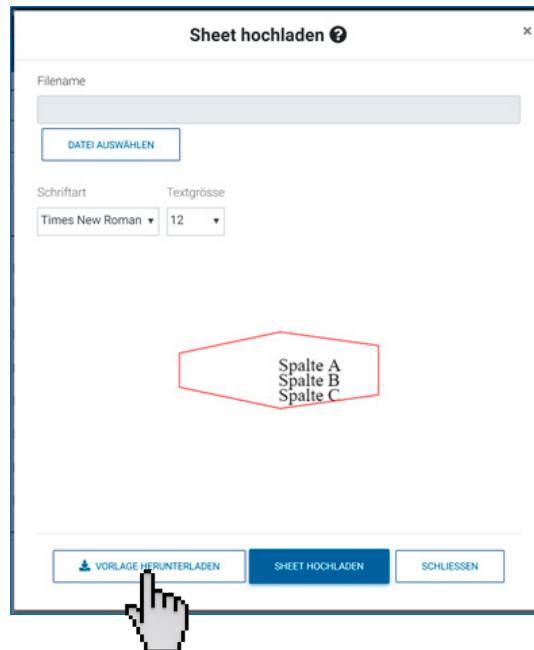 Sheet hochladen ?
×
Filename
DATEI AUSWÄHLEN
Schriftart Textgrösse
Times New Roman 12
Spalte A
Spalte B
Spalte C
VORLAGE HERUNTERLADEN SHEET HOCHLADEN SCHLIESSEN